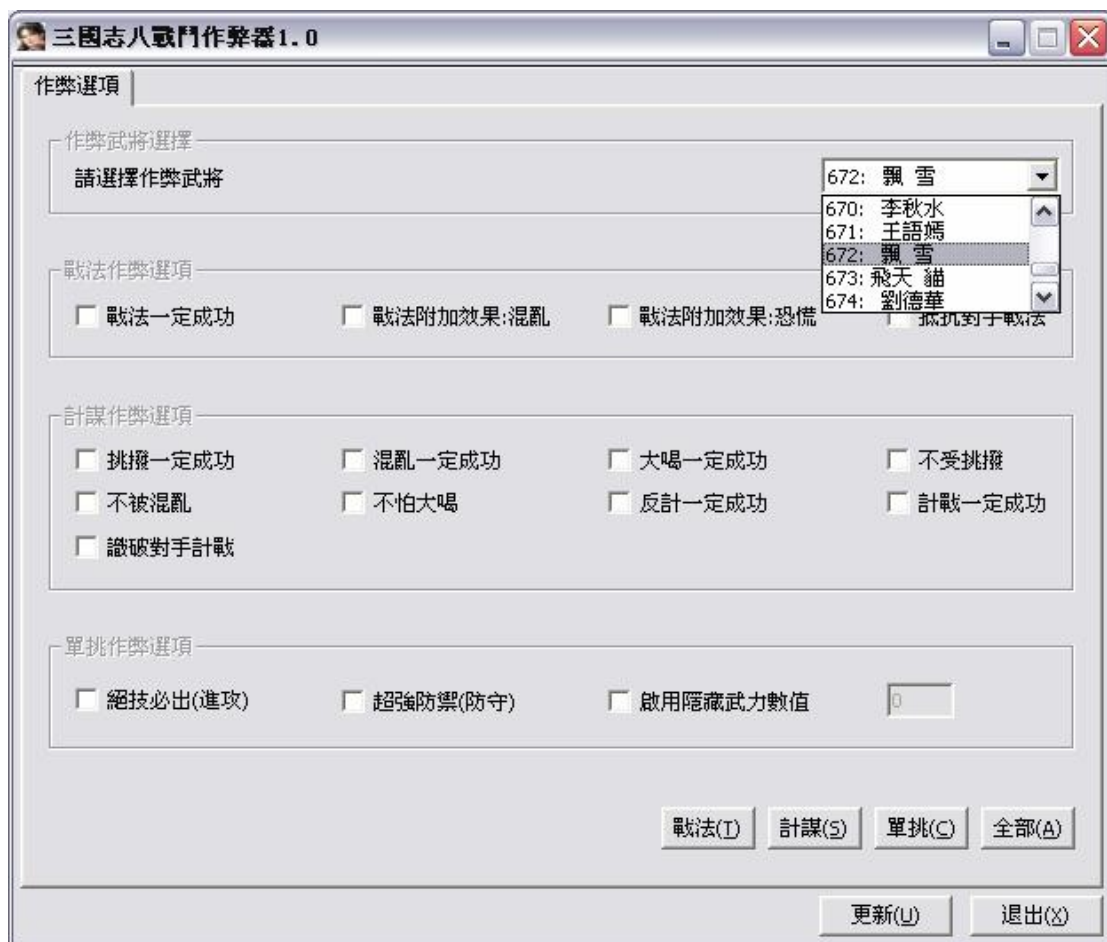 三國志八戰鬥作弊器1.0
作弊選項
作弊武將選擇
請選擇作弊武將
672: 飄 雪
670: 李秋水
671: 王語嫣
672: 飄 雪
673: 飛天 貓
674: 劉德華
戰法作弊選項
戰法一定成功 戰法附加效果:混亂 戰法附加效果:恐慌 抵抗對手戰法
計謀作弊選項
挑撥一定成功 混亂一定成功 大喝一定成功 不受挑撥
不被混亂 不怕大喝 反計一定成功 計戰一定成功
識破對手計戰
單挑作弊選項
絕技必出(進攻) 超強防禦(防守) 啟用隱藏武力數值 0
戰法(T) 計謀(S) 單挑(C) 全部(A)
更新(U) 退出(X)